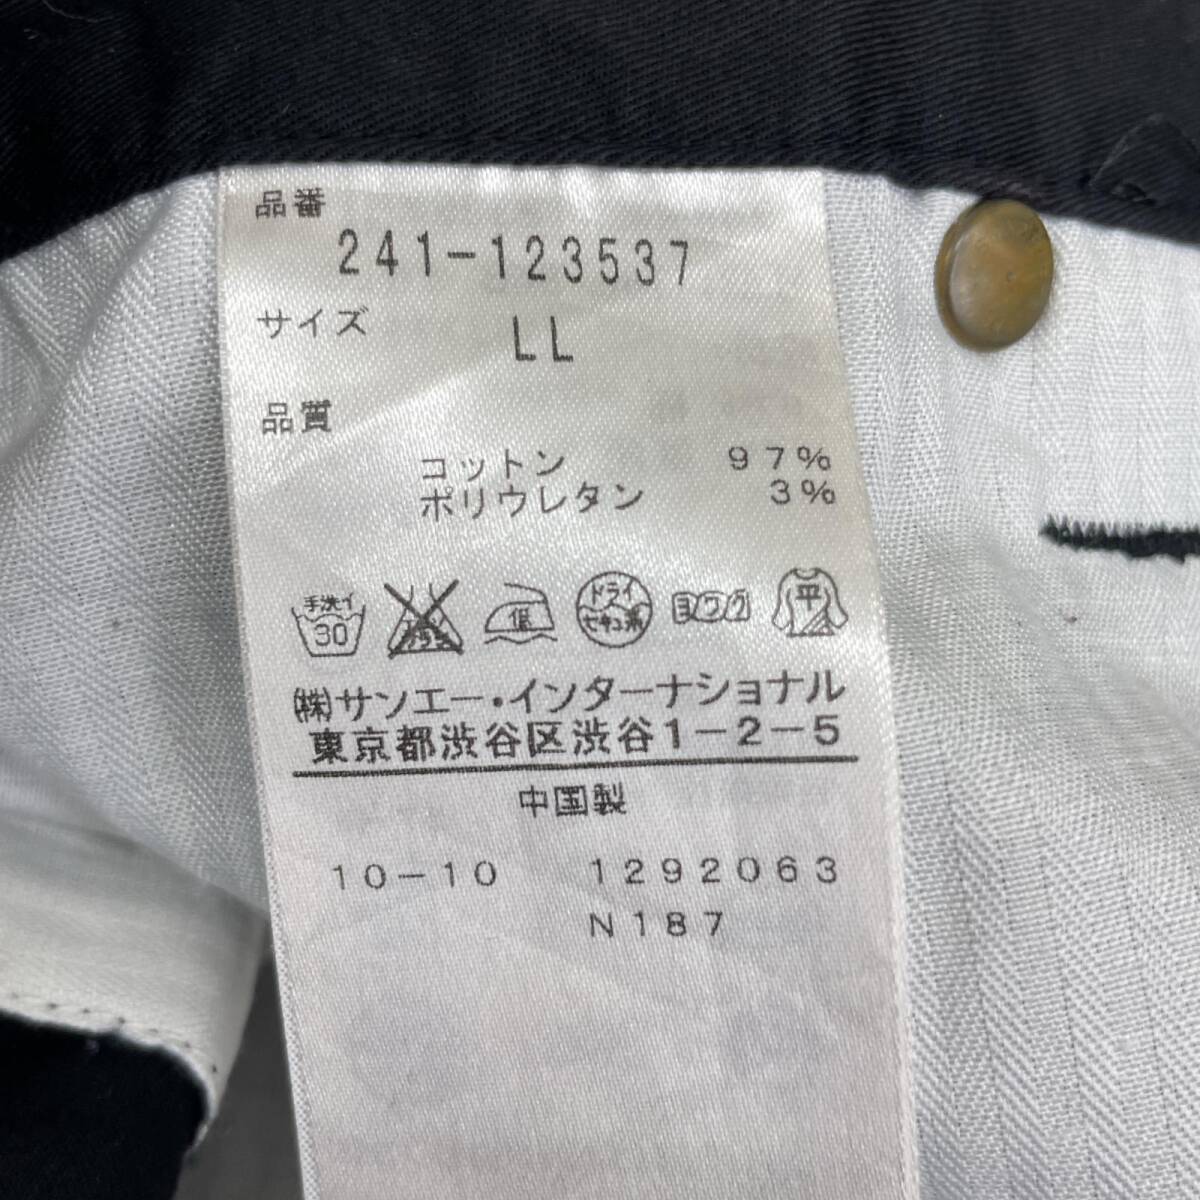 品番
241-123537
サイズ
LL
品質
コットン 97%
ポリウレタン 3%
手洗イ 30 低 ドライ セキユ系 ヨワク 平
㈱サンエー・インターナショナル
東京都渋谷区渋谷1-2-5
中国製
10-10 1292063
N187